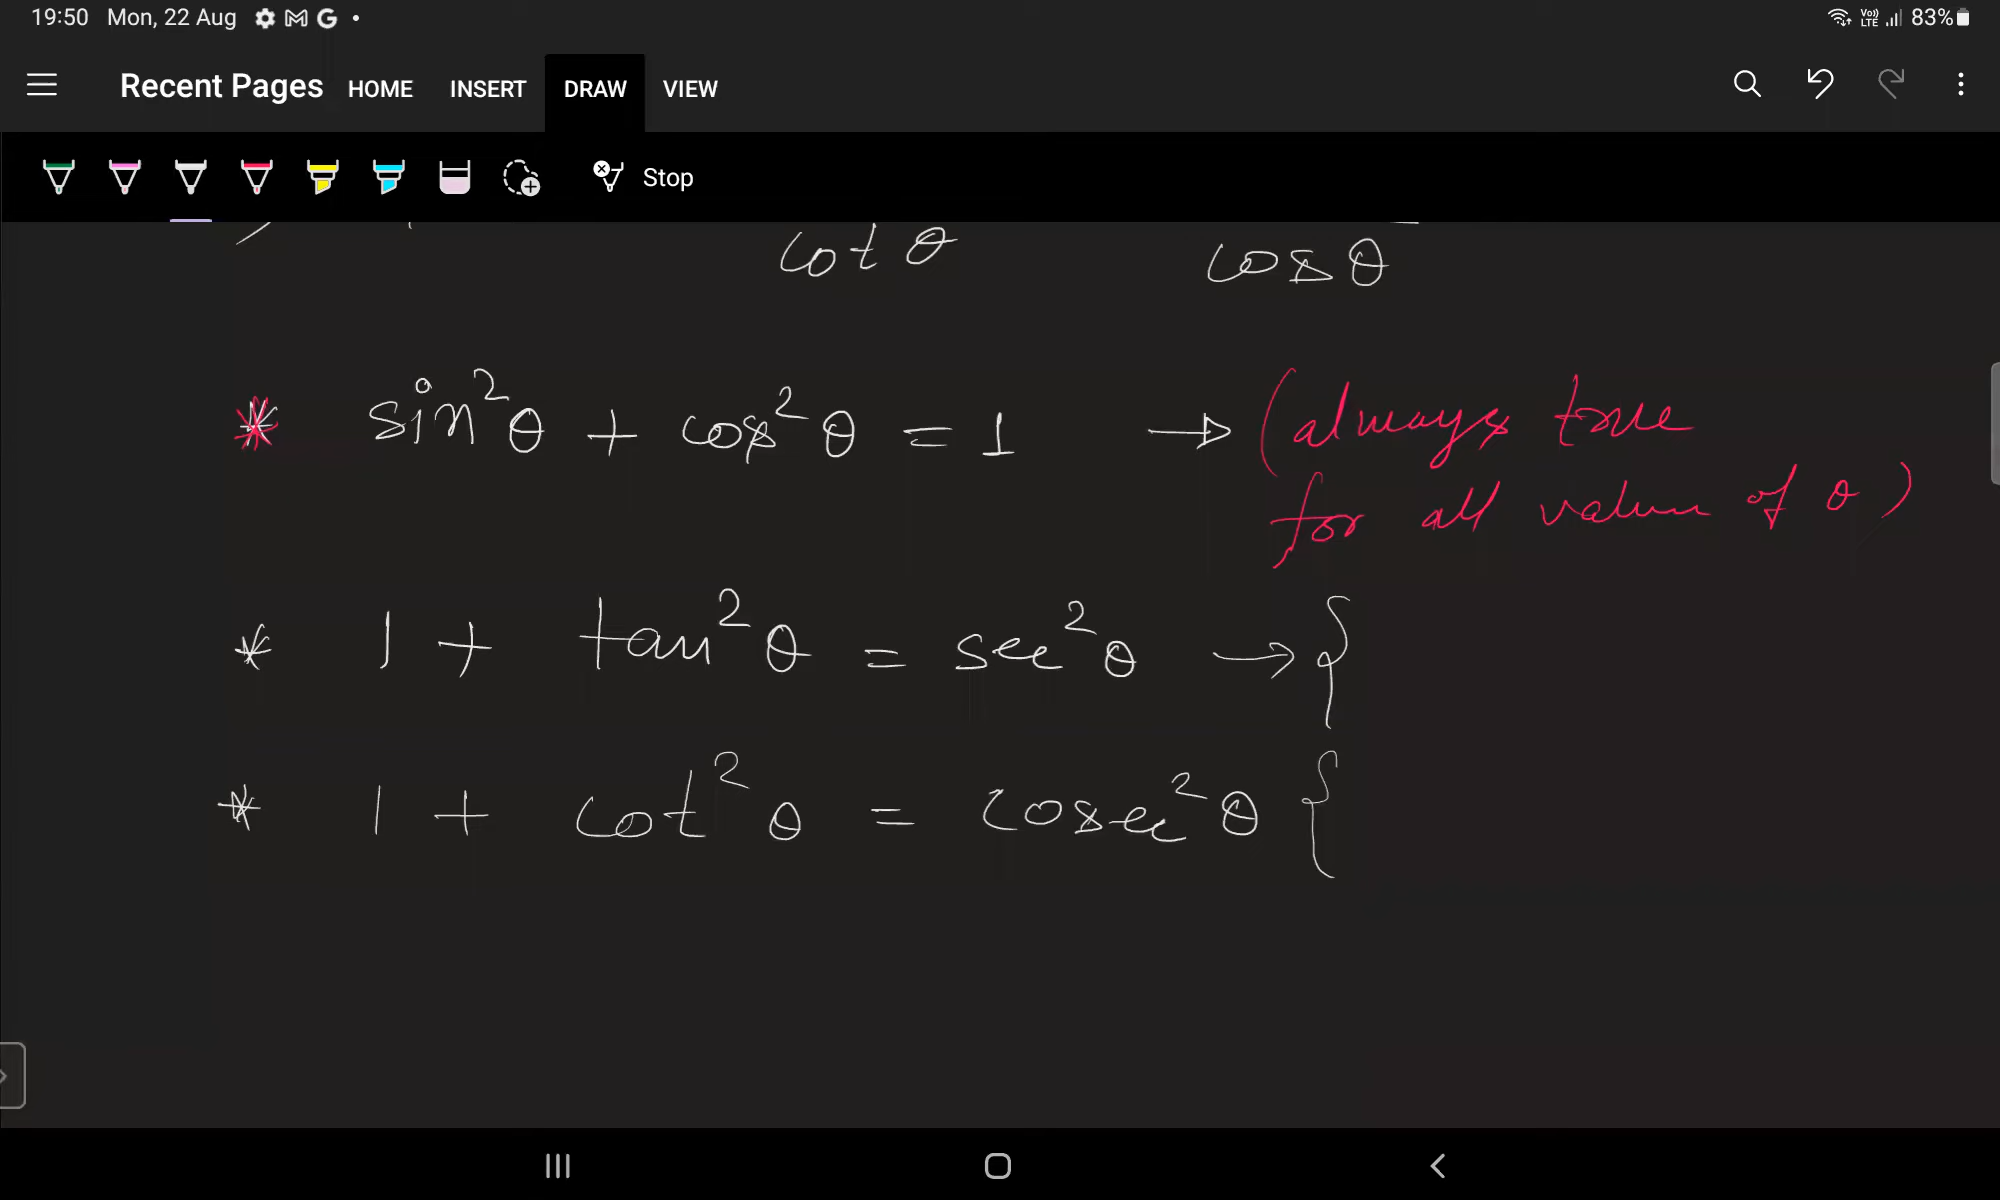 19:50 Mon, 22 Aug G 83%
Recent Pages HOME INSERT DRAW VIEW
Stop
cot θ cos θ
* sin²θ + cos²θ = 1 → (always true
for all value of θ)
* 1 + tan²θ = sec²θ → {
* 1 + cot²θ = cosec²θ {